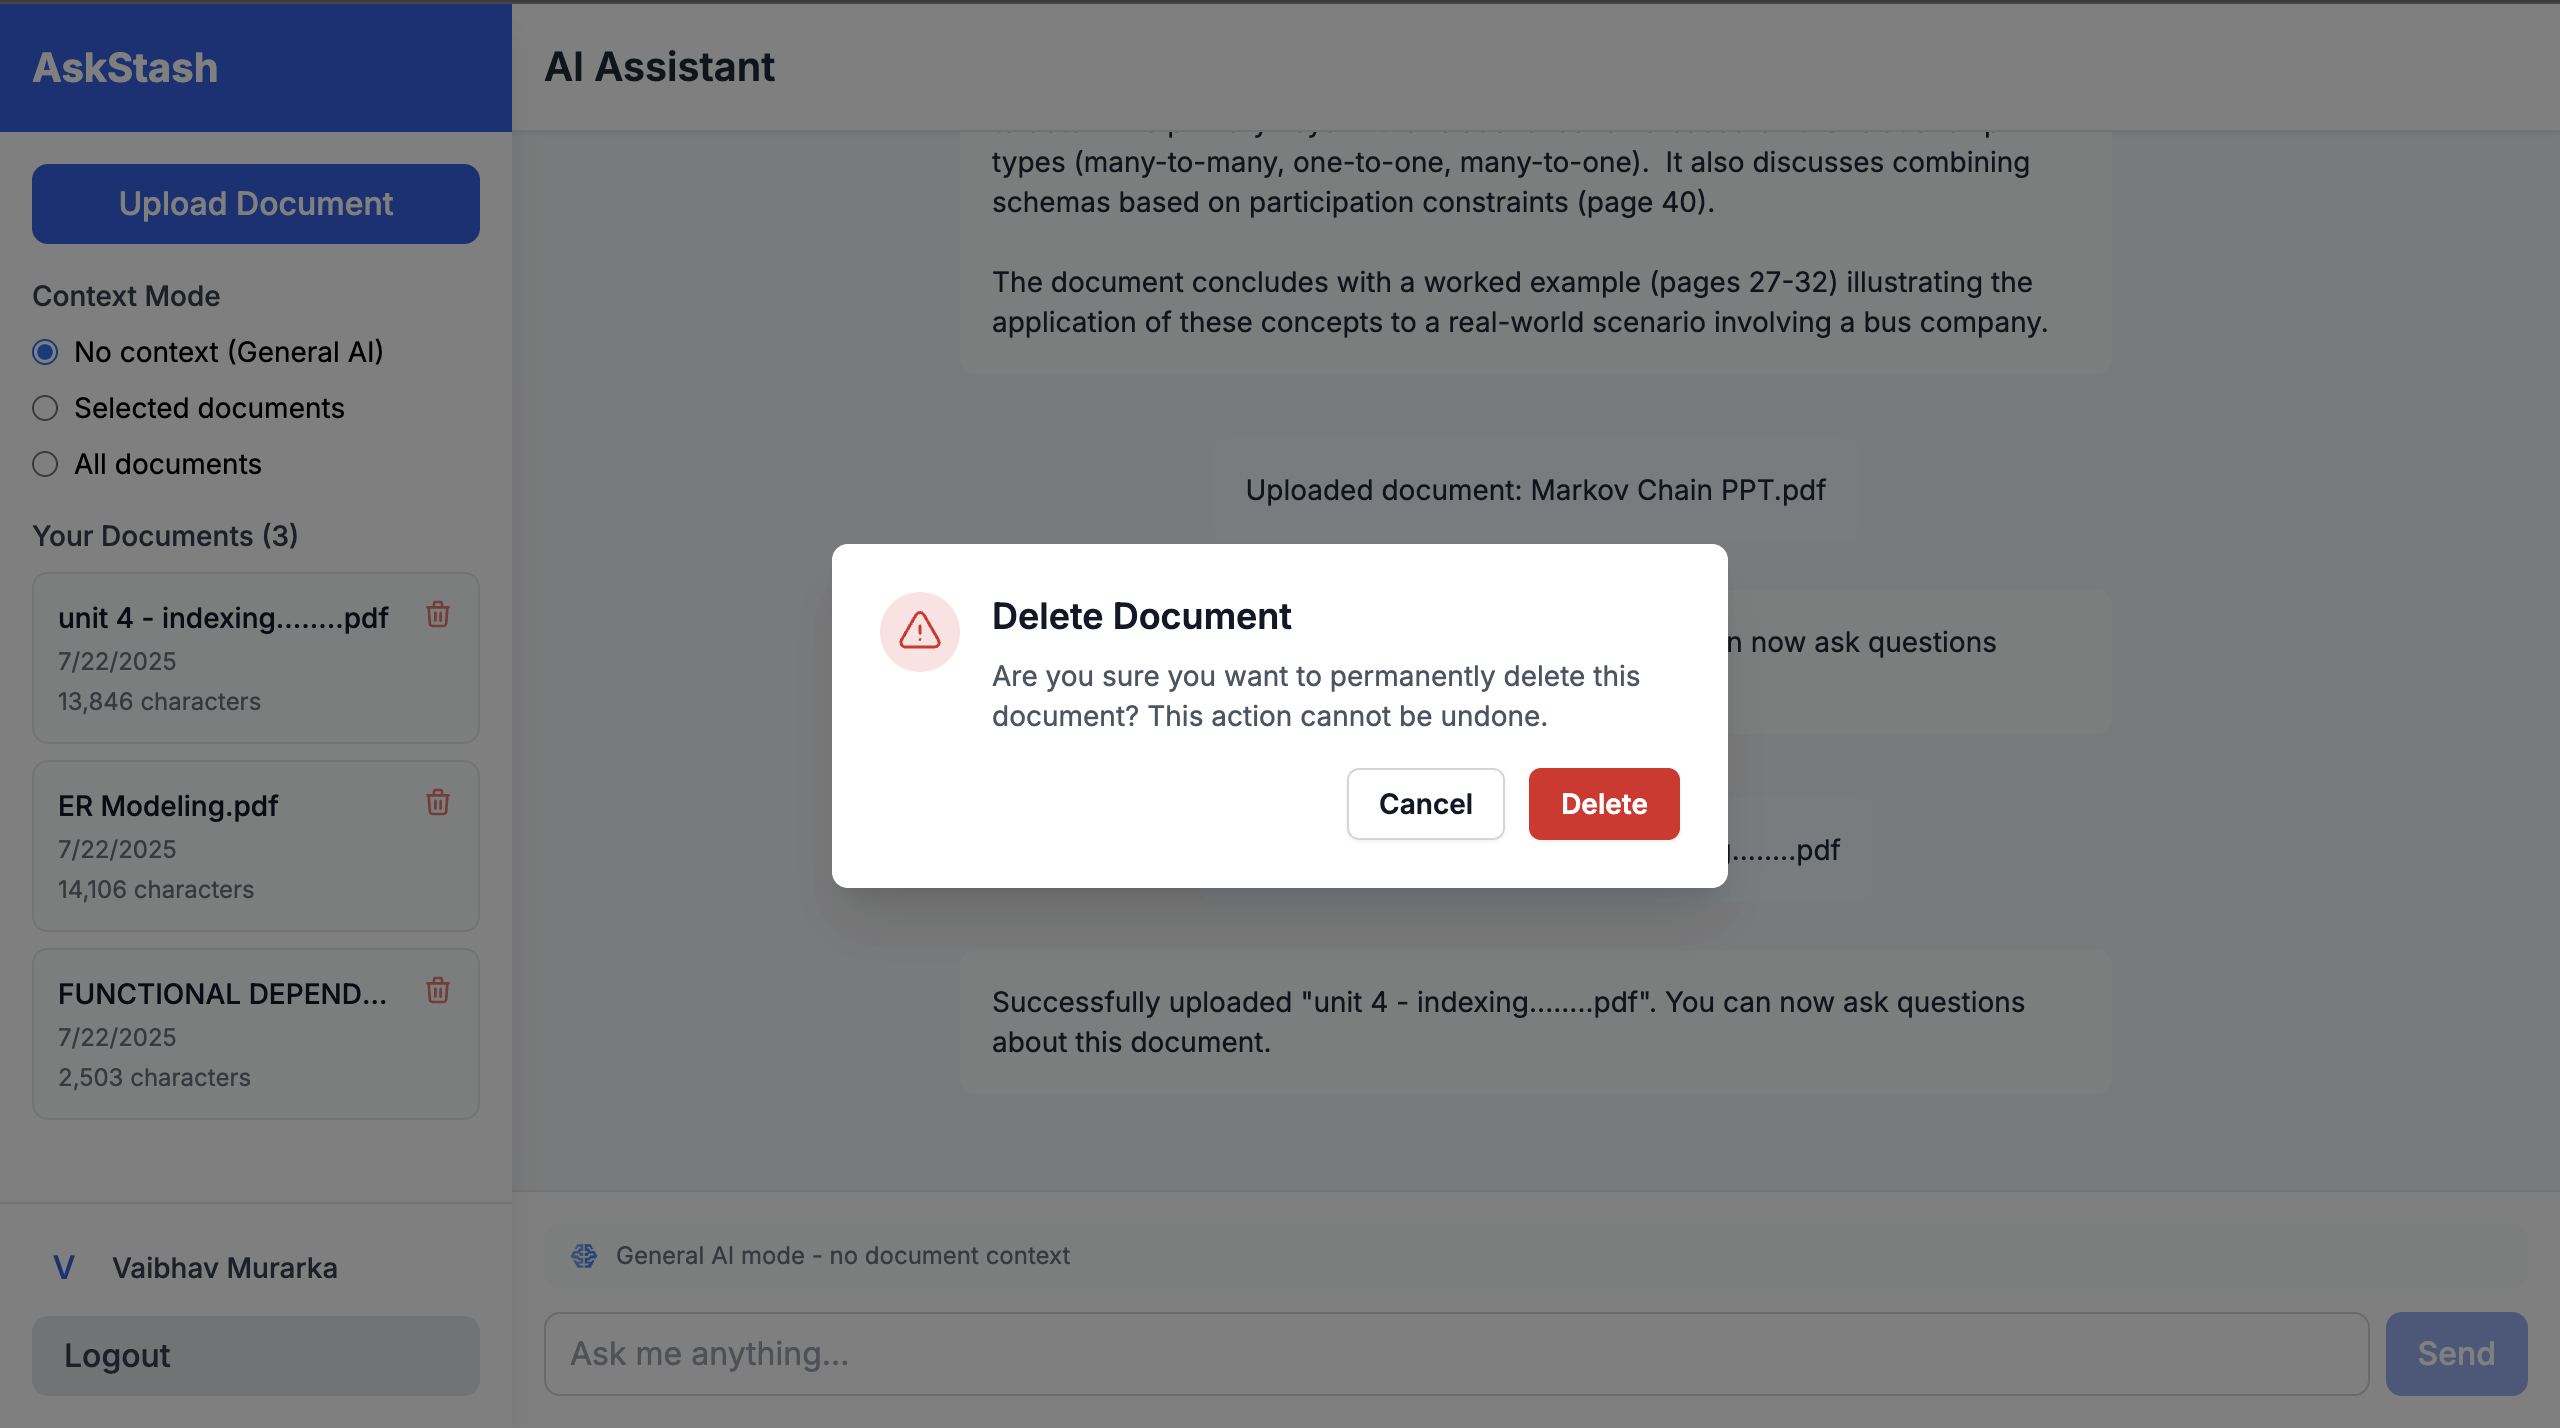 AskStash
AI Assistant
Upload Document
Context Mode
No context (General AI)
Selected documents
All documents
Your Documents (3)
unit 4 - indexing........pdf
7/22/2025
13,846 characters
ER Modeling.pdf
7/22/2025
14,106 characters
FUNCTIONAL DEPEND...
7/22/2025
2,503 characters
V Vaibhav Murarka
Logout
types (many-to-many, one-to-one, many-to-one).  It also discusses combining
schemas based on participation constraints (page 40).
The document concludes with a worked example (pages 27-32) illustrating the
application of these concepts to a real-world scenario involving a bus company.
Uploaded document: Markov Chain PPT.pdf
now ask questions
Delete Document
Are you sure you want to permanently delete this
document? This action cannot be undone.
Cancel
Delete
........pdf
Successfully uploaded "unit 4 - indexing........pdf". You can now ask questions
about this document.
General AI mode - no document context
Ask me anything...
Send